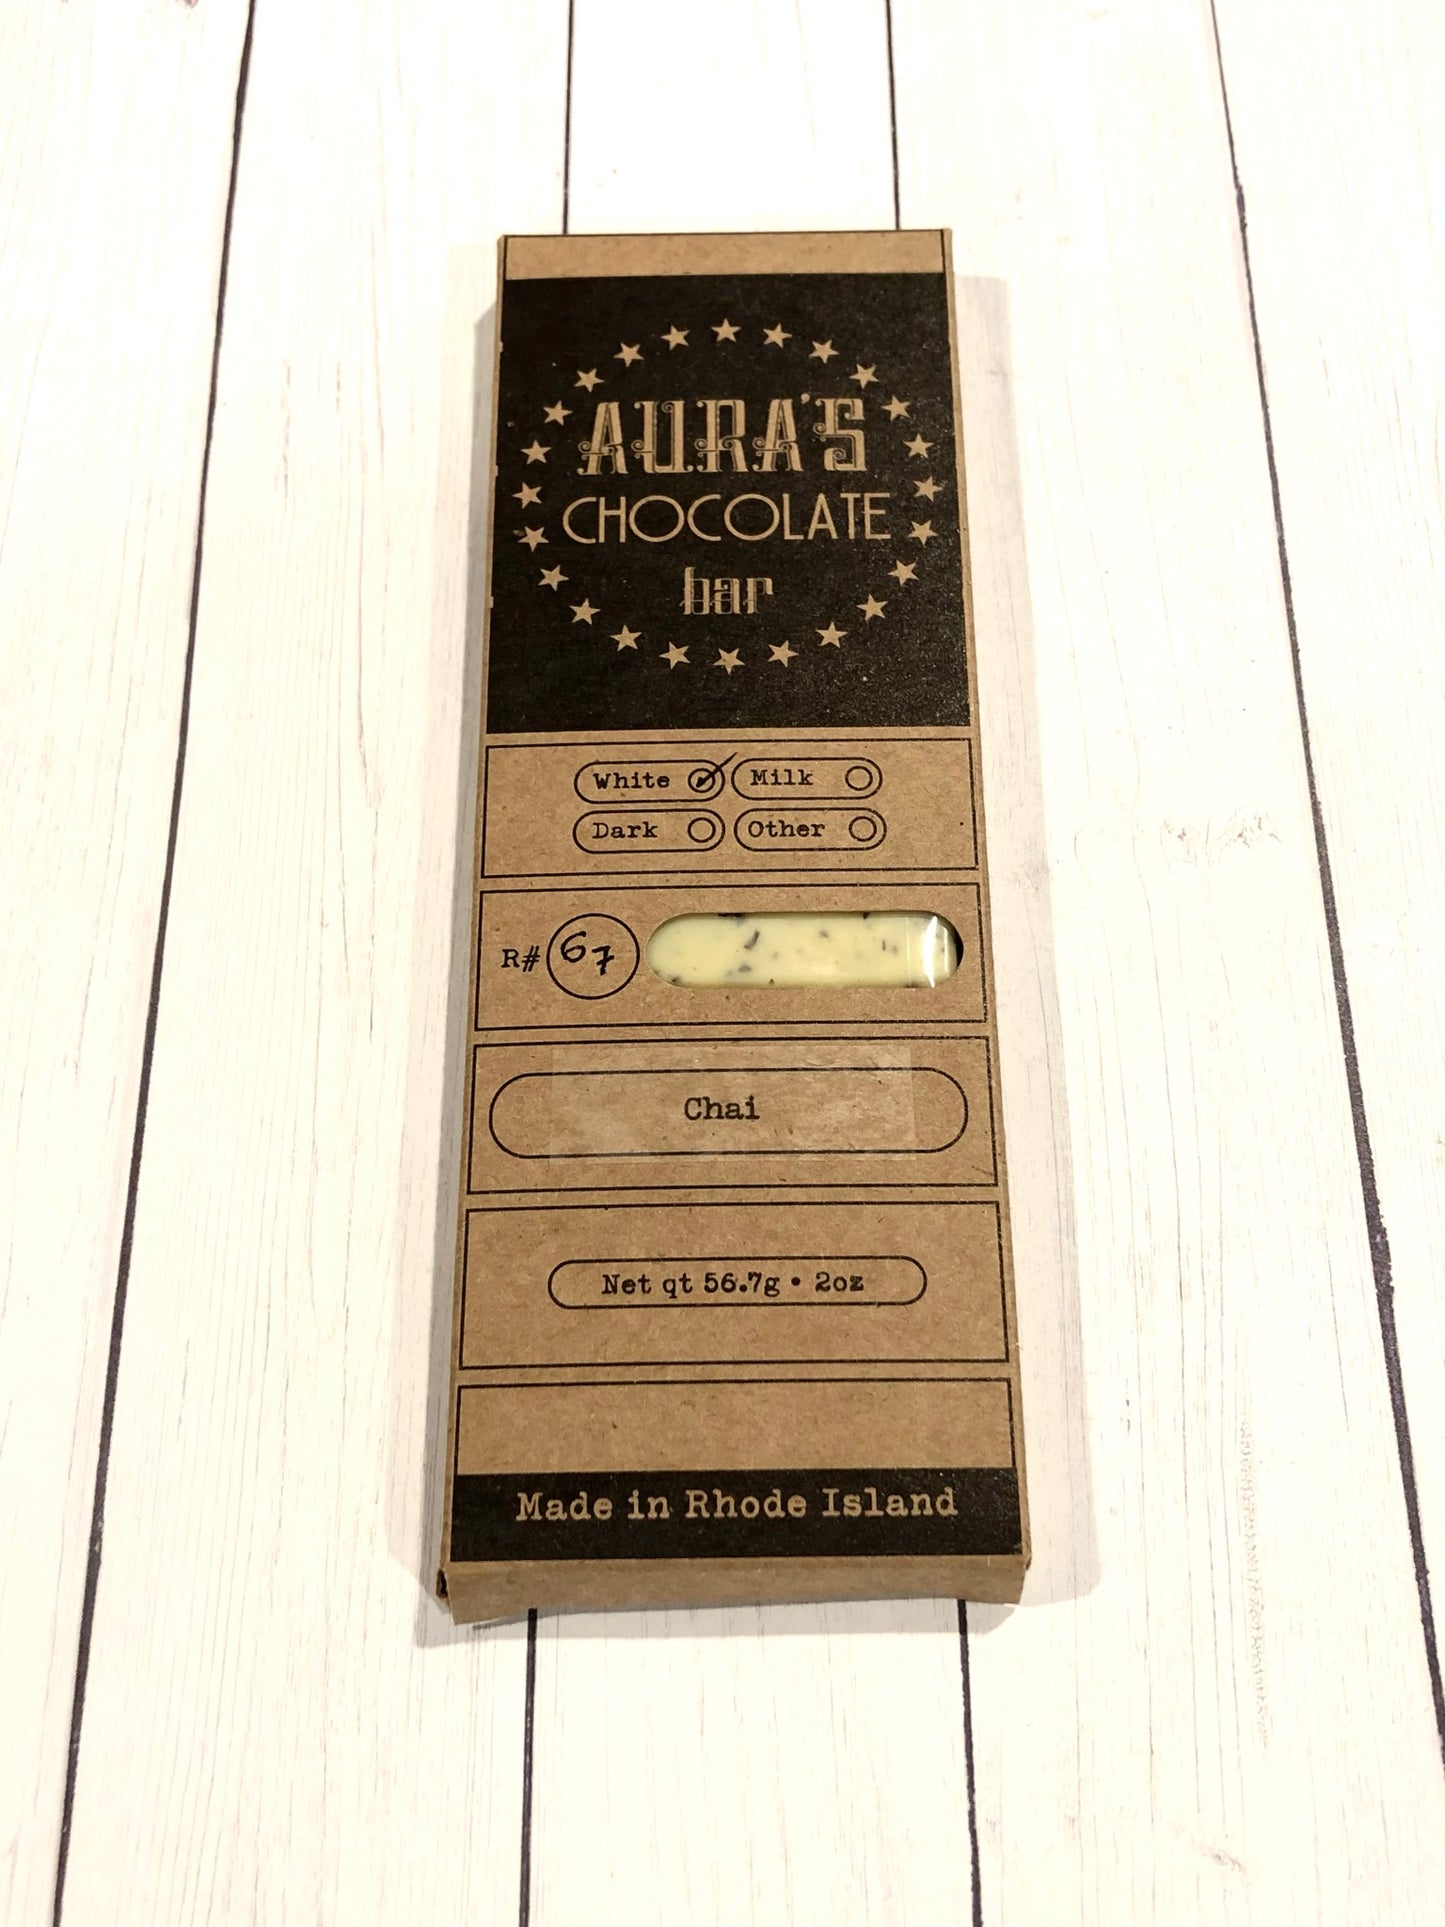 AURA'S
CHOCOLATE
bar
White Milk
Dark Other
R# 67
Chai
Net qt 56.7g • 2oz
Made in Rhode Island